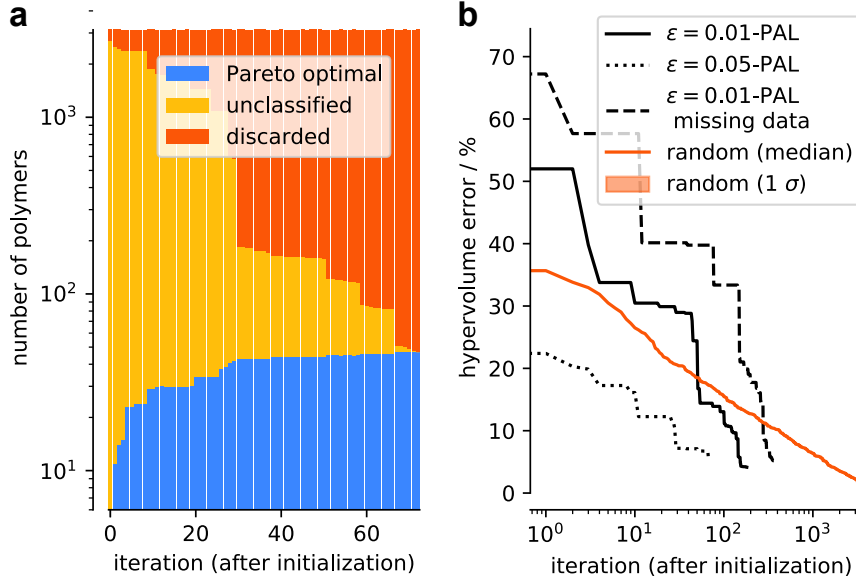 a
number of polymers
10³
10²
10¹
Pareto optimal
unclassified
discarded
0
20
40
60
iteration (after initialization)
b
hypervolume error / %
70
60
50
40
30
20
10
0
ε = 0.01-PAL
ε = 0.05-PAL
ε = 0.01-PAL
missing data
random (median)
random (1 σ)
10⁰
10¹
10²
10³
iteration (after initialization)